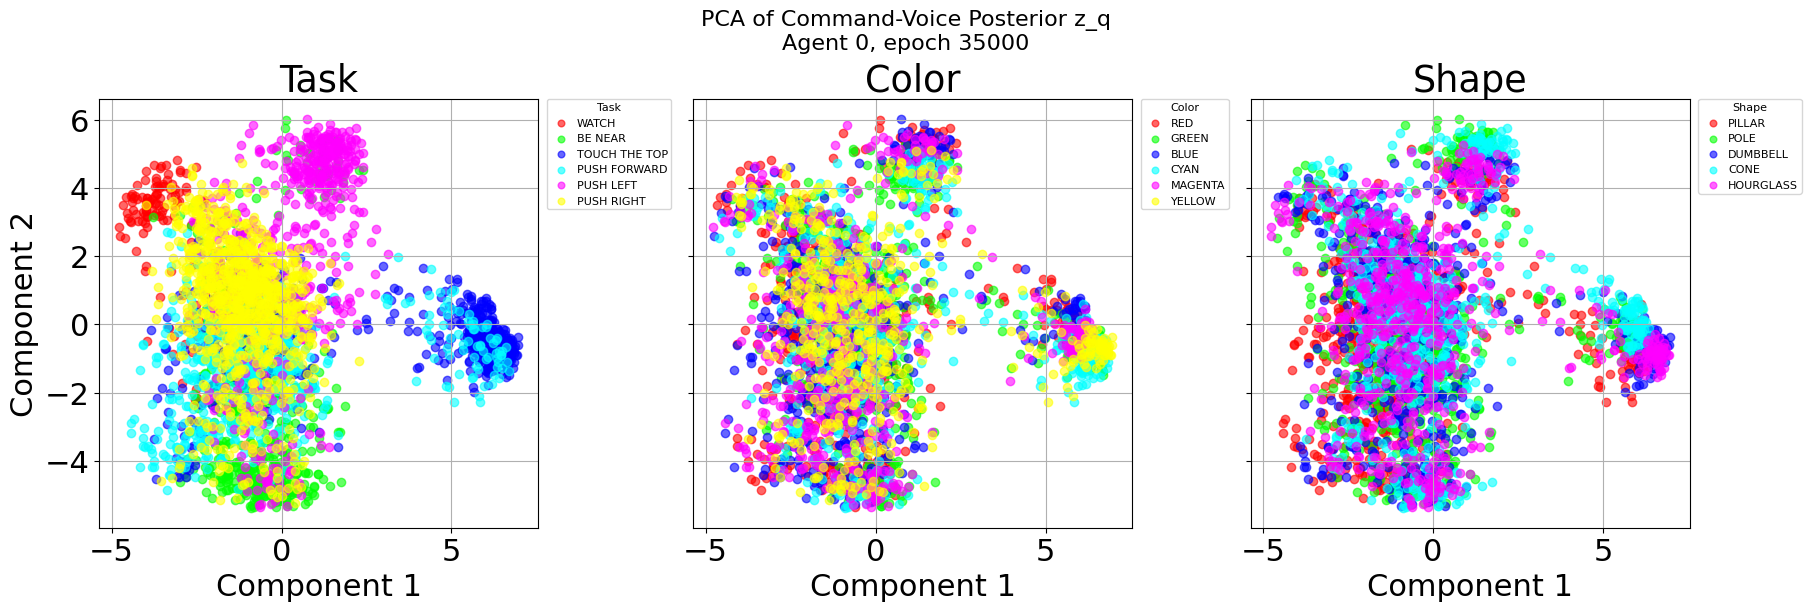 PCA of Command-Voice Posterior z_q
Agent 0, epoch 35000
Task
Color
Shape
Task
WATCH
BE NEAR
TOUCH THE TOP
PUSH FORWARD
PUSH LEFT
PUSH RIGHT
Color
RED
GREEN
BLUE
CYAN
MAGENTA
YELLOW
Shape
PILLAR
POLE
DUMBBELL
CONE
HOURGLASS
Component 2
6
4
2
0
−2
−4
−5 0 5
−5 0 5
−5 0 5
Component 1
Component 1
Component 1